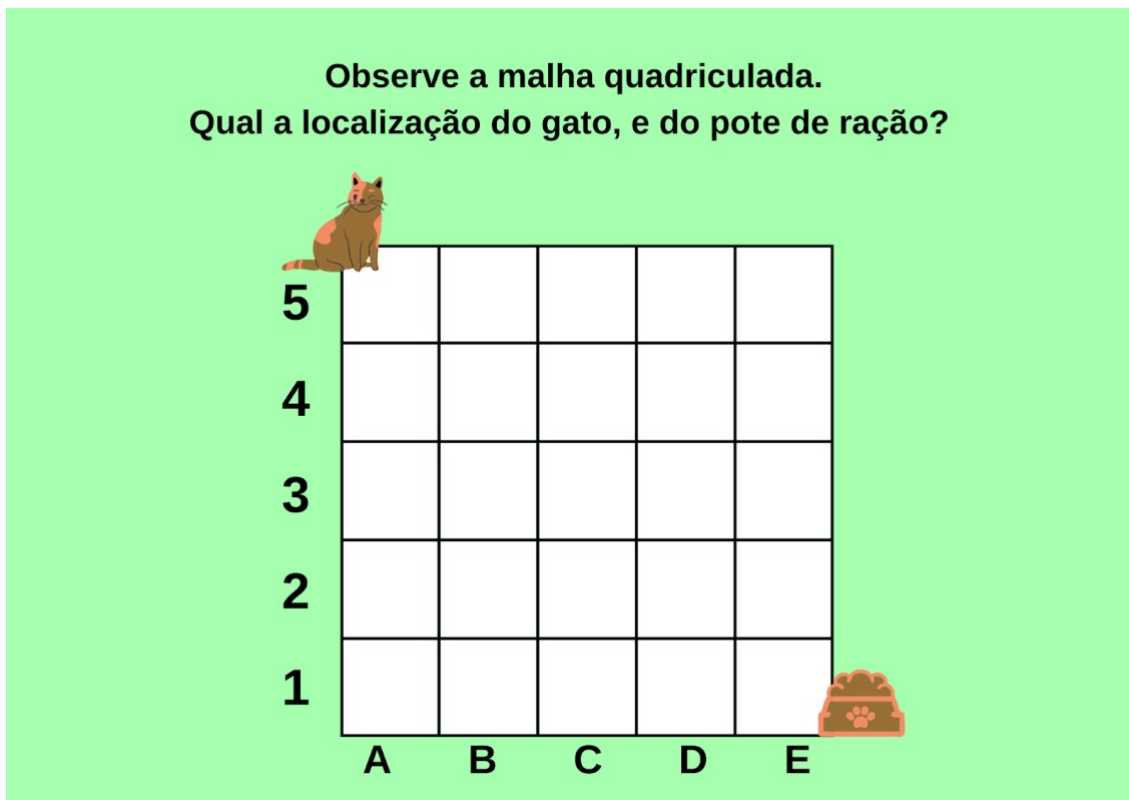 Observe a malha quadriculada.
Qual a localização do gato, e do pote de ração?
5
4
3
2
1
A B C D E